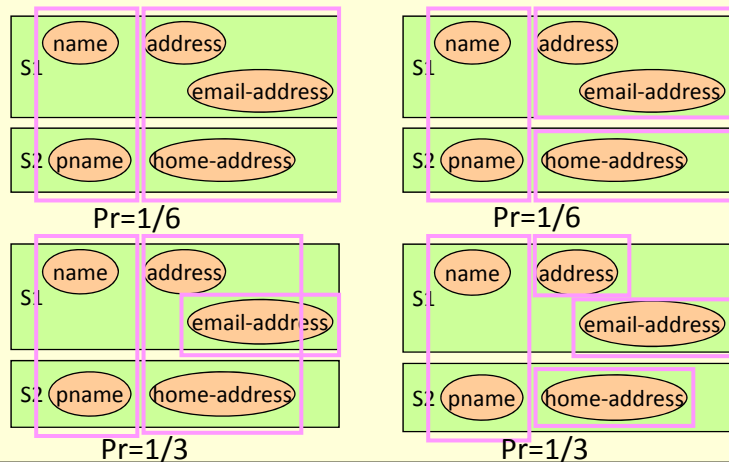 name address name address
S1 S1
email-address email-address
S2 pname home-address S2 pname home-address
Pr=1/6 Pr=1/6
name address name address
S1 S1
email-address email-address
S2 pname home-address S2 pname home-address
Pr=1/3 Pr=1/3